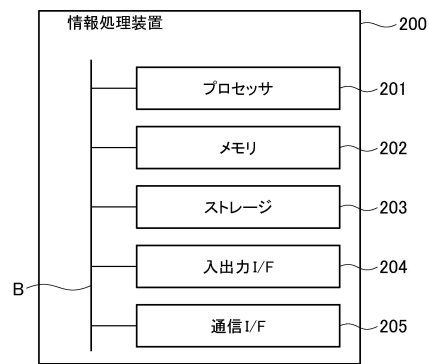 情報処理装置
200
プロセッサ
201
メモリ
202
ストレージ
203
入出力I/F
204
B
通信I/F
205